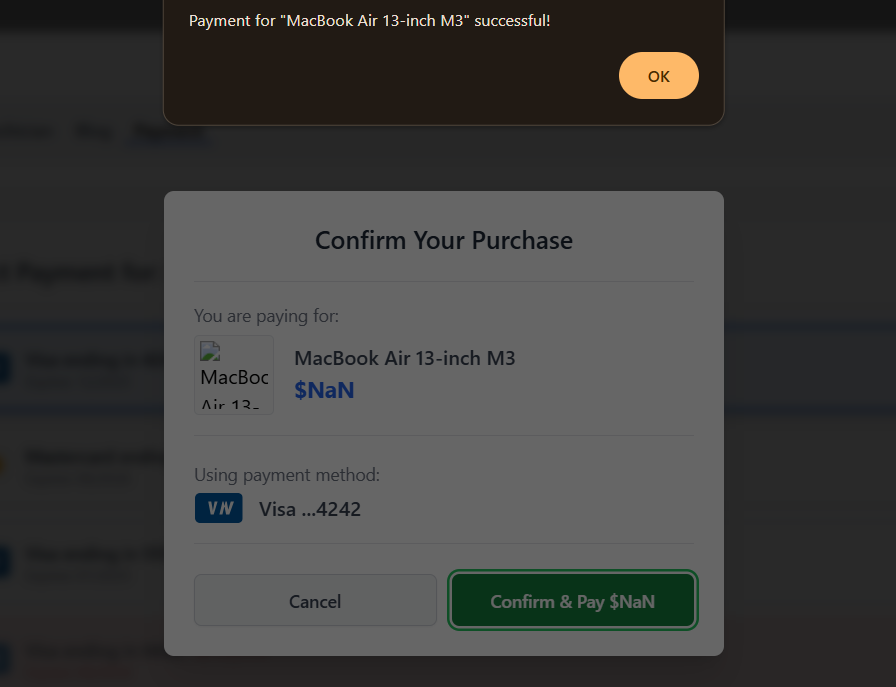 Payment for "MacBook Air 13-inch M3" successful!
OK
Confirm Your Purchase
You are paying for:
MacBook Air 13-inch M3
$NaN
MacBoc
Air 13-
Using payment method:
Visa ...4242
Cancel
Confirm & Pay $NaN